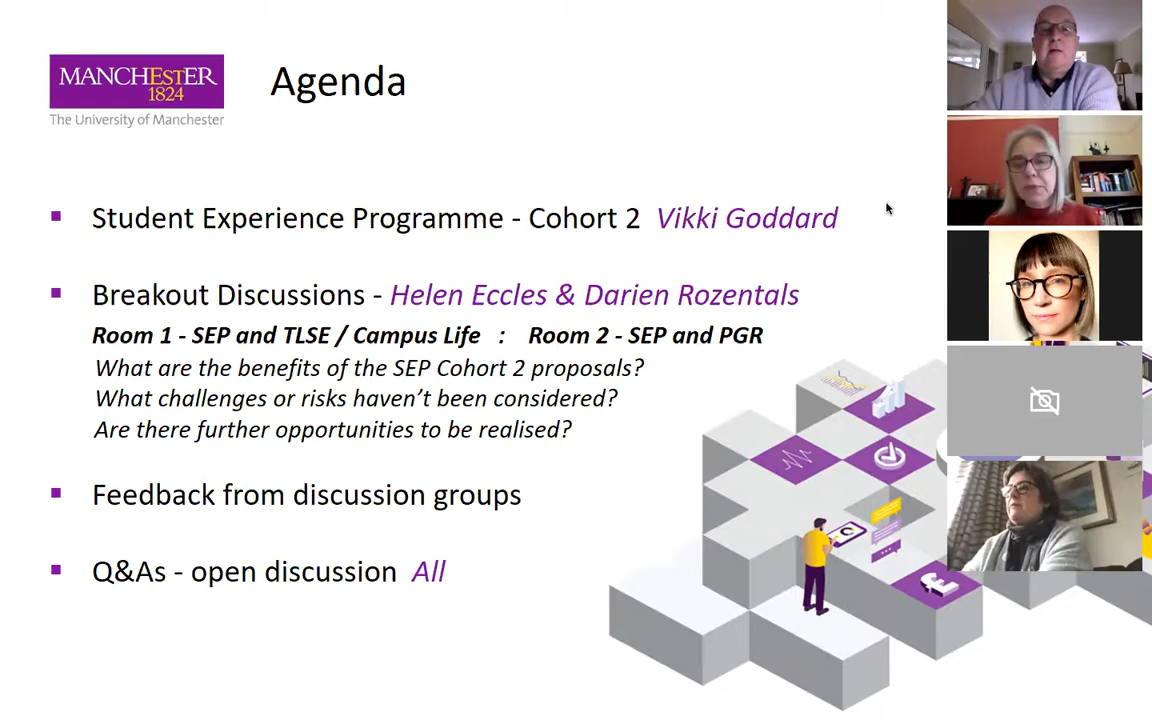 MANCHESTER
1824
The University of Manchester
Agenda
Student Experience Programme - Cohort 2 Vikki Goddard
Breakout Discussions - Helen Eccles & Darien Rozentals
Room 1 - SEP and TLSE / Campus Life : Room 2 - SEP and PGR
What are the benefits of the SEP Cohort 2 proposals?
What challenges or risks haven't been considered?
Are there further opportunities to be realised?
Feedback from discussion groups
Q&As - open discussion All
£